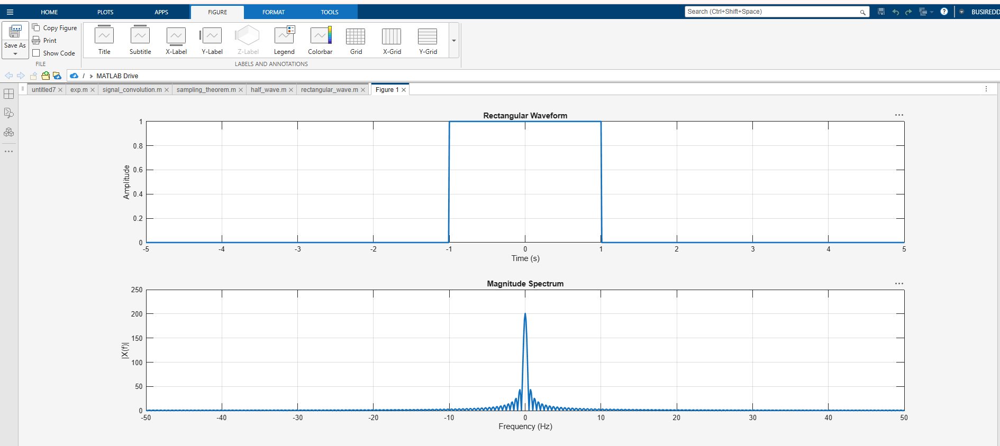 HOME PLOTS APPS FIGURE FORMAT TOOLS Search (Ctrl+Shift+Space) ? BUSIREDD
Save As
Copy Figure
Print
Show Code
FILE
Title Subtitle X-Label Y-Label Z-Label Legend Colorbar Grid X-Grid Y-Grid
LABELS AND ANNOTATIONS
/ > MATLAB Drive
untitled7 × exp.m × signal_convolution.m × sampling_theorem.m × half_wave.m × rectangular_wave.m × Figure 1 ×
Rectangular Waveform
1
0.8
0.6
0.4
0.2
0
Amplitude
-5 -4 -3 -2 -1 0 1 2 3 4 5
Time (s)
Magnitude Spectrum
250
200
150
100
50
0
|X(f)|
-50 -40 -30 -20 -10 0 10 20 30 40 50
Frequency (Hz)